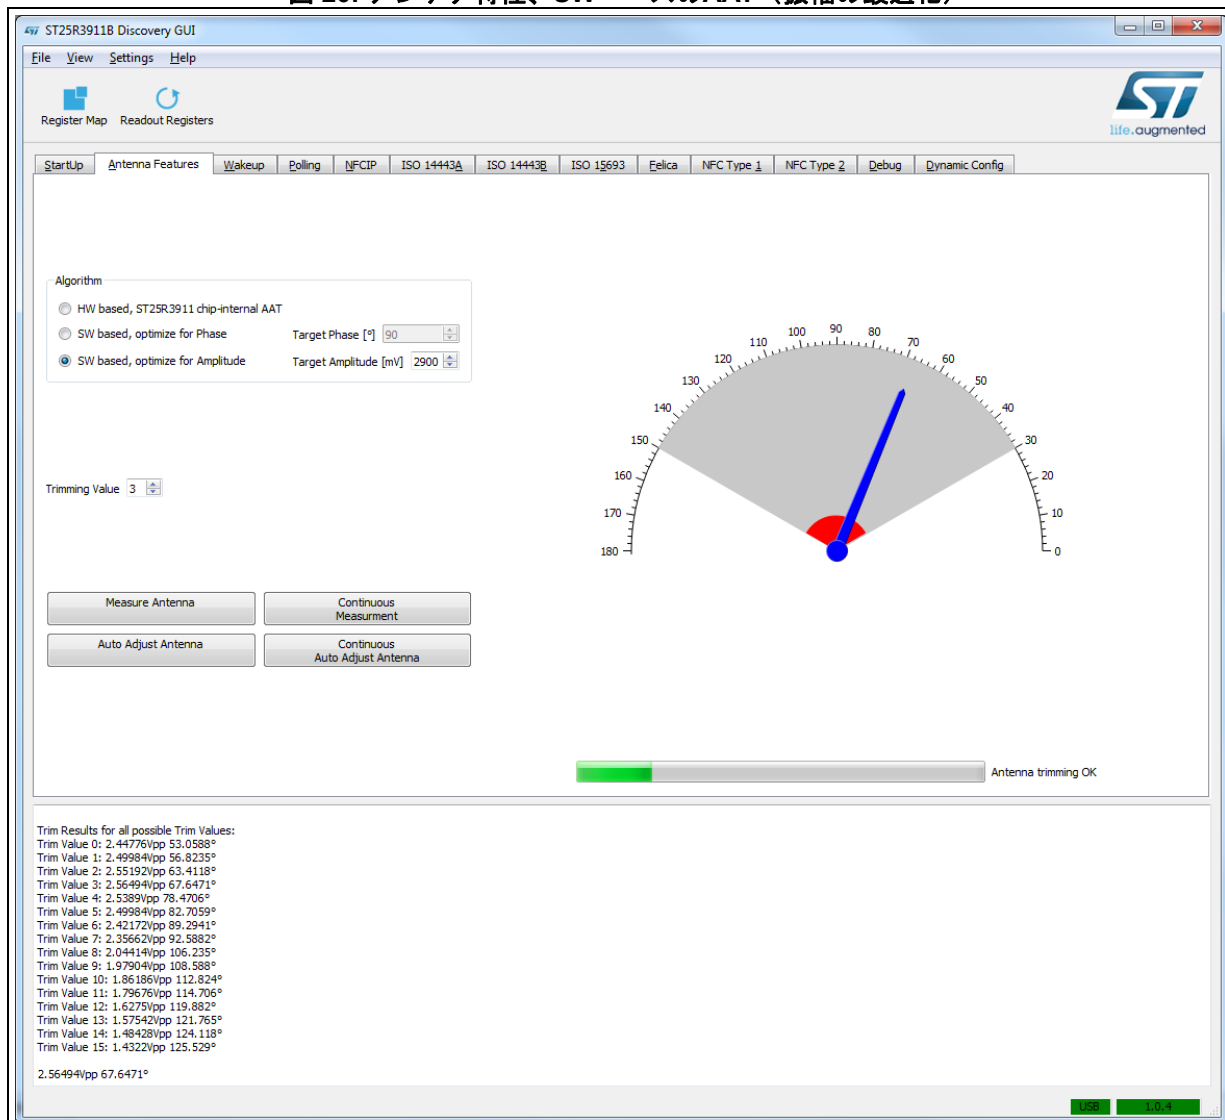 ST25R3911B Discovery GUI
File View Settings Help
Register Map Readout Registers
life.augmented
StartUp Antenna Features Wakeup Polling NFCIP ISO 14443A ISO 14443B ISO 15693 Felica NFC Type 1 NFC Type 2 Debug Dynamic Config
Algorithm
HW based, ST25R3911 chip-internal AAT
SW based, optimize for Phase Target Phase [°] 90
SW based, optimize for Amplitude Target Amplitude [mV] 2900
Trimming Value 3
Measure Antenna
Continuous
Measurment
Auto Adjust Antenna
Continuous
Auto Adjust Antenna
180
170
160
150
140
130
120
110
100
90
80
70
60
50
40
30
20
10
0
Antenna trimming OK
Trim Results for all possible Trim Values:
Trim Value 0: 2.44776Vpp 53.0588°
Trim Value 1: 2.49984Vpp 56.8235°
Trim Value 2: 2.55192Vpp 63.4118°
Trim Value 3: 2.56494Vpp 67.6471°
Trim Value 4: 2.5389Vpp 78.4706°
Trim Value 5: 2.49984Vpp 82.7059°
Trim Value 6: 2.42172Vpp 89.2941°
Trim Value 7: 2.35662Vpp 92.5882°
Trim Value 8: 2.04414Vpp 106.235°
Trim Value 9: 1.97904Vpp 108.588°
Trim Value 10: 1.86186Vpp 112.824°
Trim Value 11: 1.79676Vpp 114.706°
Trim Value 12: 1.6275Vpp 119.882°
Trim Value 13: 1.57542Vpp 121.765°
Trim Value 14: 1.48428Vpp 124.118°
Trim Value 15: 1.4322Vpp 125.529°
2.56494Vpp 67.6471°
USB 1.0.4